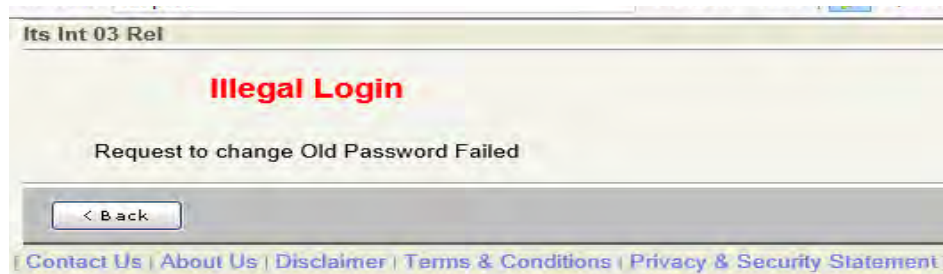 Its Int 03 Rel
Illegal Login
Request to change Old Password Failed
< Back
| Contact Us | About Us | Disclaimer | Terms & Conditions | Privacy & Security Statement